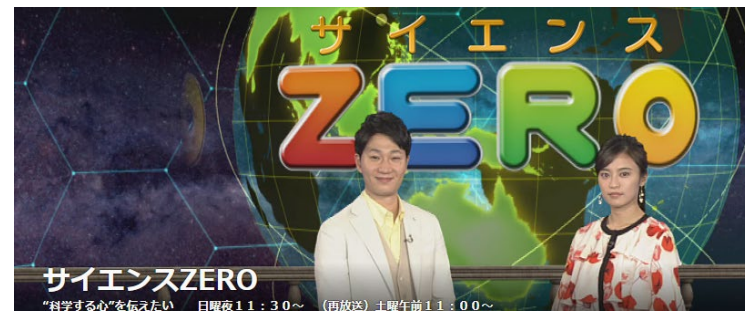 サイエンス
ZERO
サイエンスZERO
“科学する心”を伝えたい　　日曜夜１１：３０～　（再放送）土曜午前１１：００～